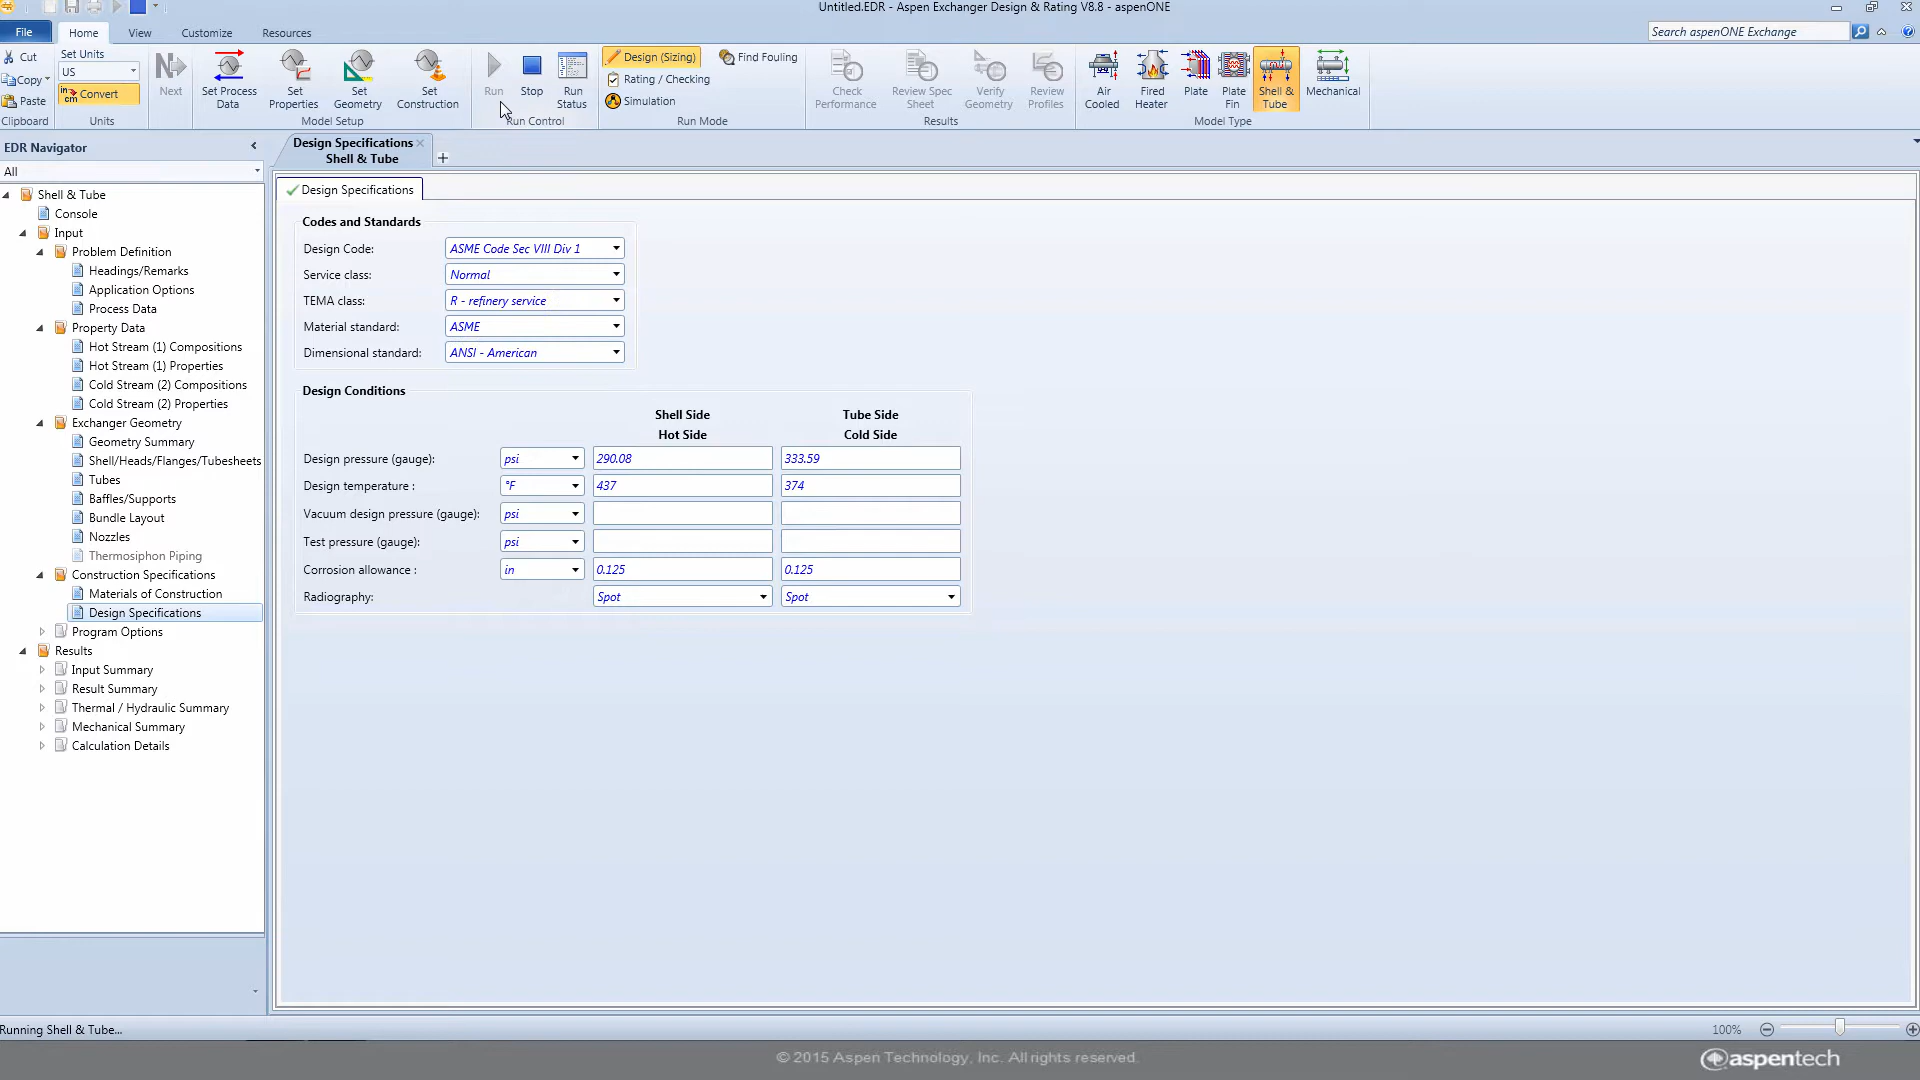 Untitled.EDR - Aspen Exchanger Design & Rating V8.8 - aspenONE
File
Home
View
Customize
Resources
Search aspenONE Exchange
Cut
Copy
Paste
Clipboard
Set Units
US
in cm Convert
Units
Next
Set Process Data
Set Properties
Set Geometry
Set Construction
Model Setup
Run
Stop
Run Status
Run Control
Design (Sizing)
Rating / Checking
Simulation
Find Fouling
Run Mode
Check Performance
Review Spec Sheet
Verify Geometry
Review Profiles
Results
Air Cooled
Fired Heater
Plate
Plate Fin
Shell & Tube
Mechanical
Model Type
EDR Navigator
All
Shell & Tube
Console
Input
Problem Definition
Headings/Remarks
Application Options
Process Data
Property Data
Hot Stream (1) Compositions
Hot Stream (1) Properties
Cold Stream (2) Compositions
Cold Stream (2) Properties
Exchanger Geometry
Geometry Summary
Shell/Heads/Flanges/Tubesheets
Tubes
Baffles/Supports
Bundle Layout
Nozzles
Thermosiphon Piping
Construction Specifications
Materials of Construction
Design Specifications
Program Options
Results
Input Summary
Result Summary
Thermal / Hydraulic Summary
Mechanical Summary
Calculation Details
Design Specifications
Shell & Tube
Design Specifications
Codes and Standards
Design Code: ASME Code Sec VIII Div 1
Service class: Normal
TEMA class: R - refinery service
Material standard: ASME
Dimensional standard: ANSI - American
Design Conditions
Shell Side Tube Side
Hot Side Cold Side
Design pressure (gauge): psi 290.08 333.59
Design temperature : °F 437 374
Vacuum design pressure (gauge): psi
Test pressure (gauge): psi
Corrosion allowance : in 0.125 0.125
Radiography: Spot Spot
Running Shell & Tube...
100%
© 2015 Aspen Technology, Inc. All rights reserved.
aspentech